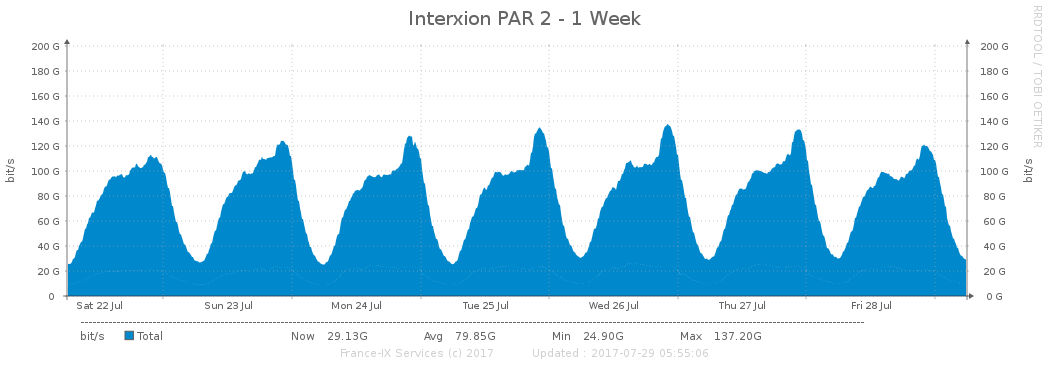 Interxion PAR 2 - 1 Week
RRDTOOL / TOBI OETIKER
200 G 200 G
180 G 180 G
160 G 160 G
140 G 140 G
120 G 120 G
100 G 100 G
80 G 80 G
60 G 60 G
40 G 40 G
20 G 20 G
0 0 G
bit/s bit/s
Sat 22 Jul Sun 23 Jul Mon 24 Jul Tue 25 Jul Wed 26 Jul Thu 27 Jul Fri 28 Jul
bit/s Total Now 29.13G Avg 79.85G Min 24.90G Max 137.20G
France-IX Services (c) 2017 Updated : 2017-07-29 05:55:06